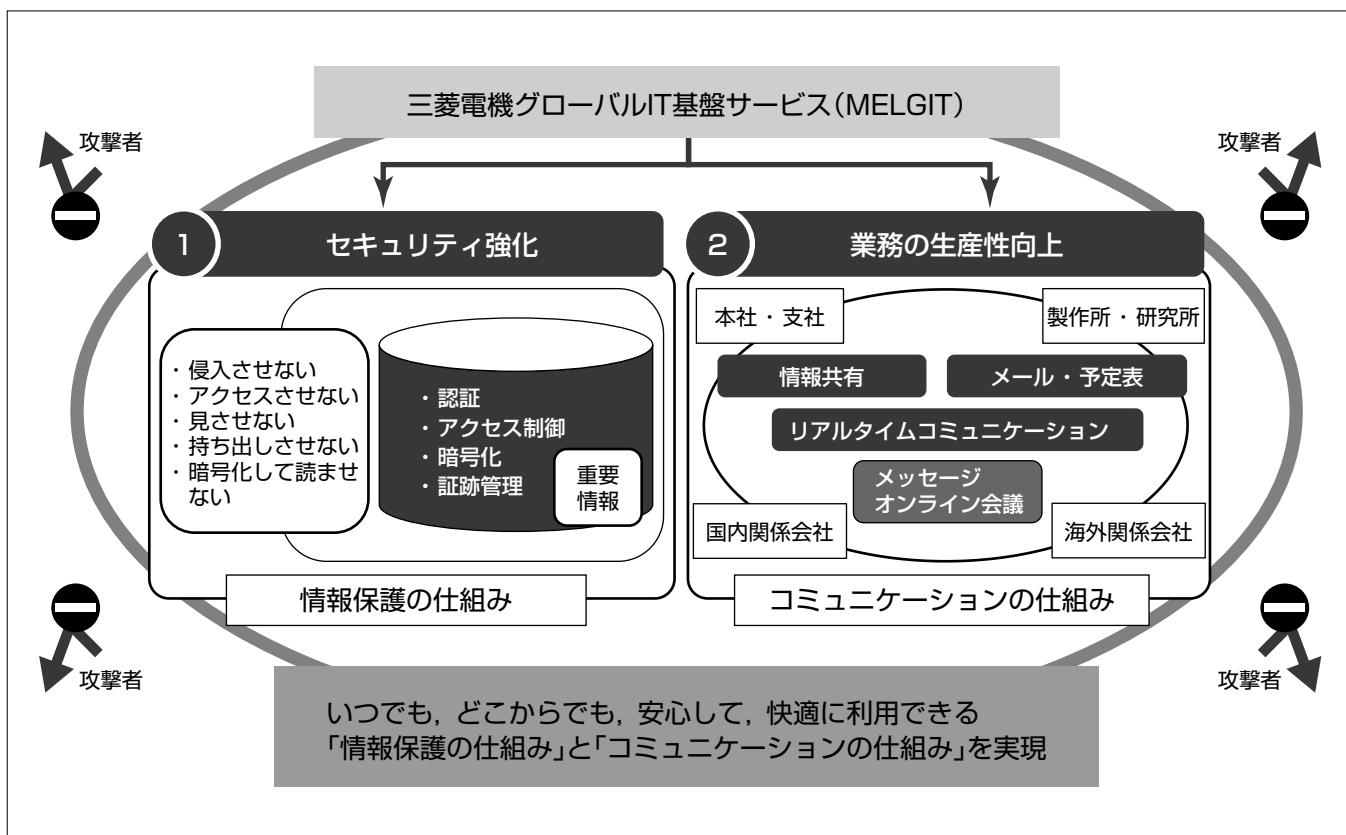 三菱電機グローバルIT基盤サービス(MELGIT)
攻撃者
攻撃者
1
セキュリティ強化
・侵入させない
・アクセスさせない
・見させない
・持ち出しさせない
・暗号化して読ませ
ない
・認証
・アクセス制御
・暗号化
・証跡管理
重要
情報
情報保護の仕組み
2
業務の生産性向上
本社・支社
製作所・研究所
情報共有
メール・予定表
リアルタイムコミュニケーション
メッセージ
オンライン会議
国内関係会社
海外関係会社
コミュニケーションの仕組み
攻撃者
攻撃者
いつでも, どこからでも, 安心して, 快適に利用できる
「情報保護の仕組み」と「コミュニケーションの仕組み」を実現